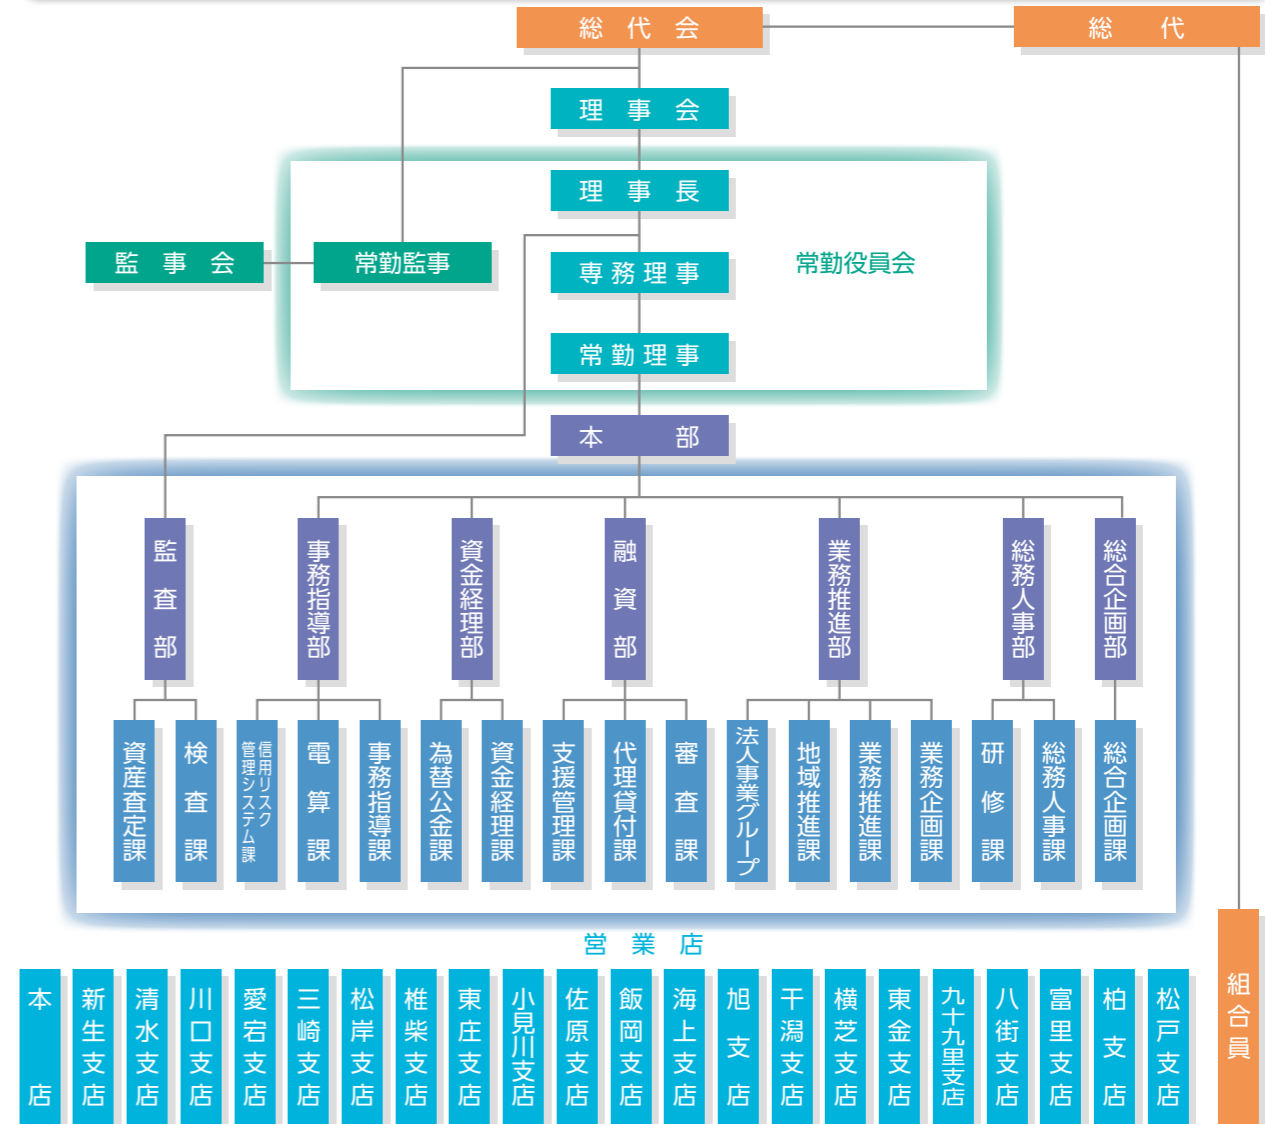 総代会
総代
理事会
理事長
監事会
常勤監事
専務理事
常勤役員会
常勤理事
本部
監査部
事務指導部
資金経理部
融資部
業務推進部
総務人事部
総合企画部
資産査定課
検査課
信用リスク
管理システム課
電算課
事務指導課
為替公金課
資金経理課
支援管理課
代理貸付課
審査課
法人事業グループ
地域推進課
業務推進課
業務企画課
研修課
総務人事課
総合企画課
営業店
本店
新生支店
清水支店
川口支店
愛宕支店
三崎支店
松岸支店
椎柴支店
東庄支店
小見川支店
佐原支店
飯岡支店
海上支店
旭支店
干潟支店
横芝支店
東金支店
九十九里支店
八街支店
富里支店
柏支店
松戸支店
組合員